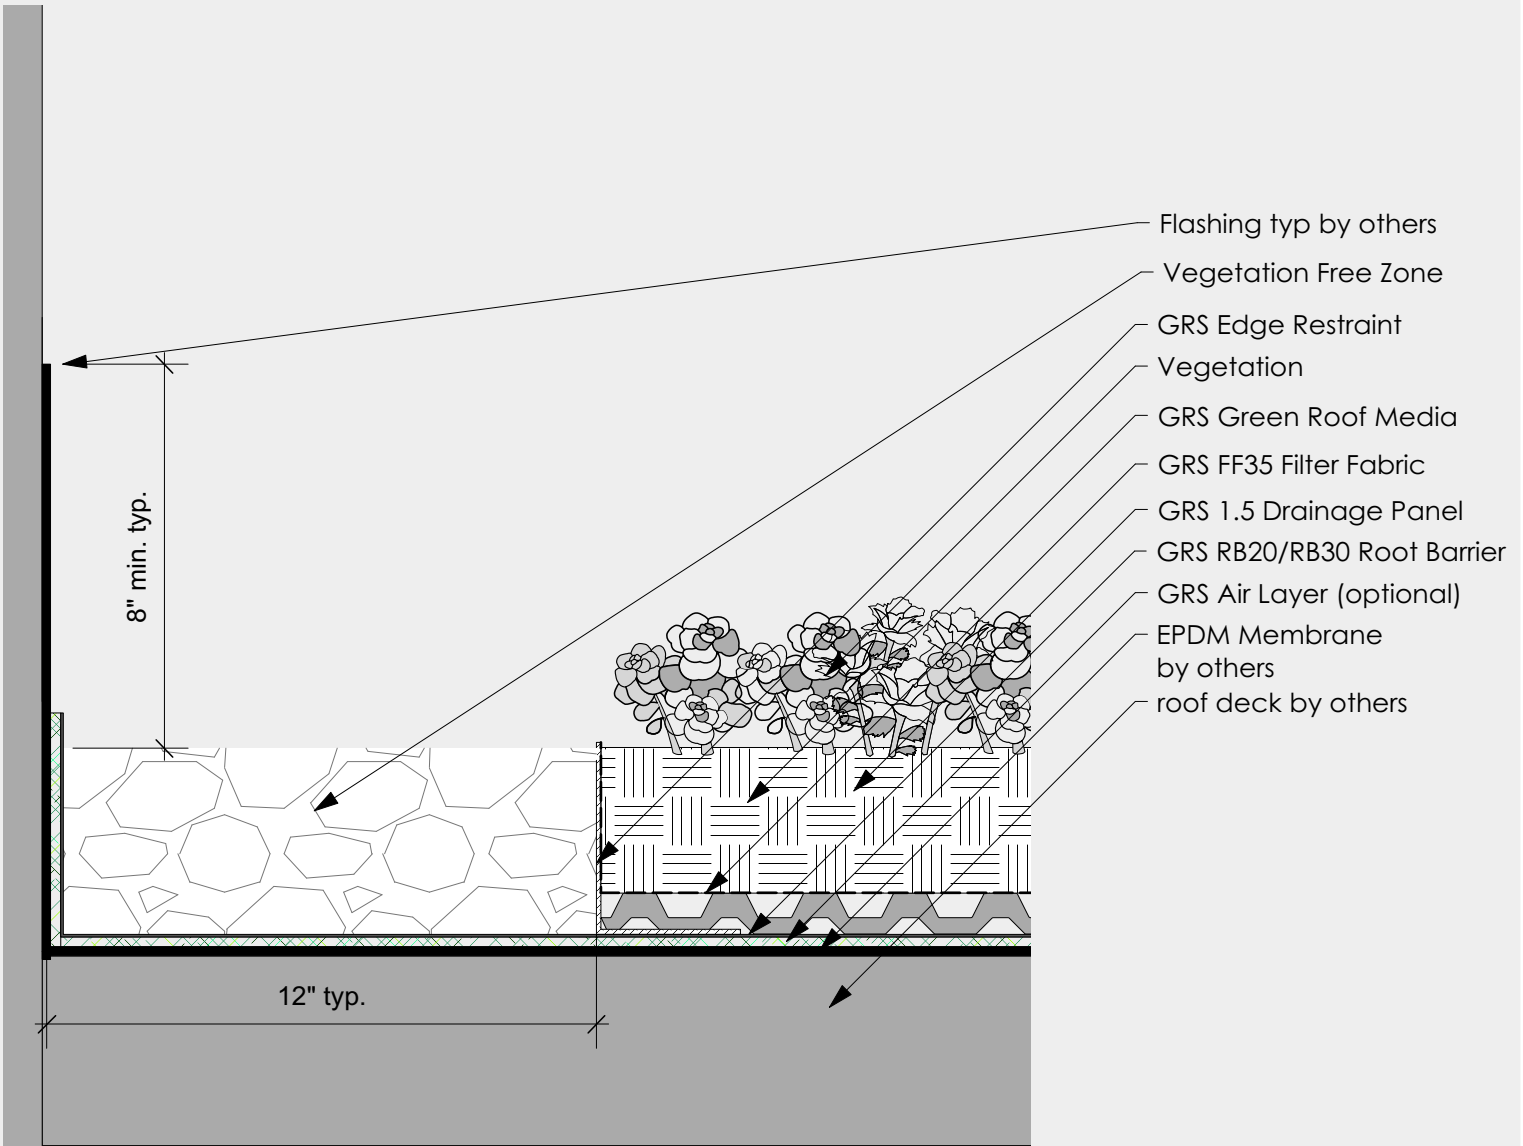 Flashing typ by others
Vegetation Free Zone
GRS Edge Restraint
Vegetation
GRS Green Roof Media
GRS FF35 Filter Fabric
GRS 1.5 Drainage Panel
GRS RB20/RB30 Root Barrier
GRS Air Layer (optional)
EPDM Membrane
by others
roof deck by others
8" min. typ.
12" typ.